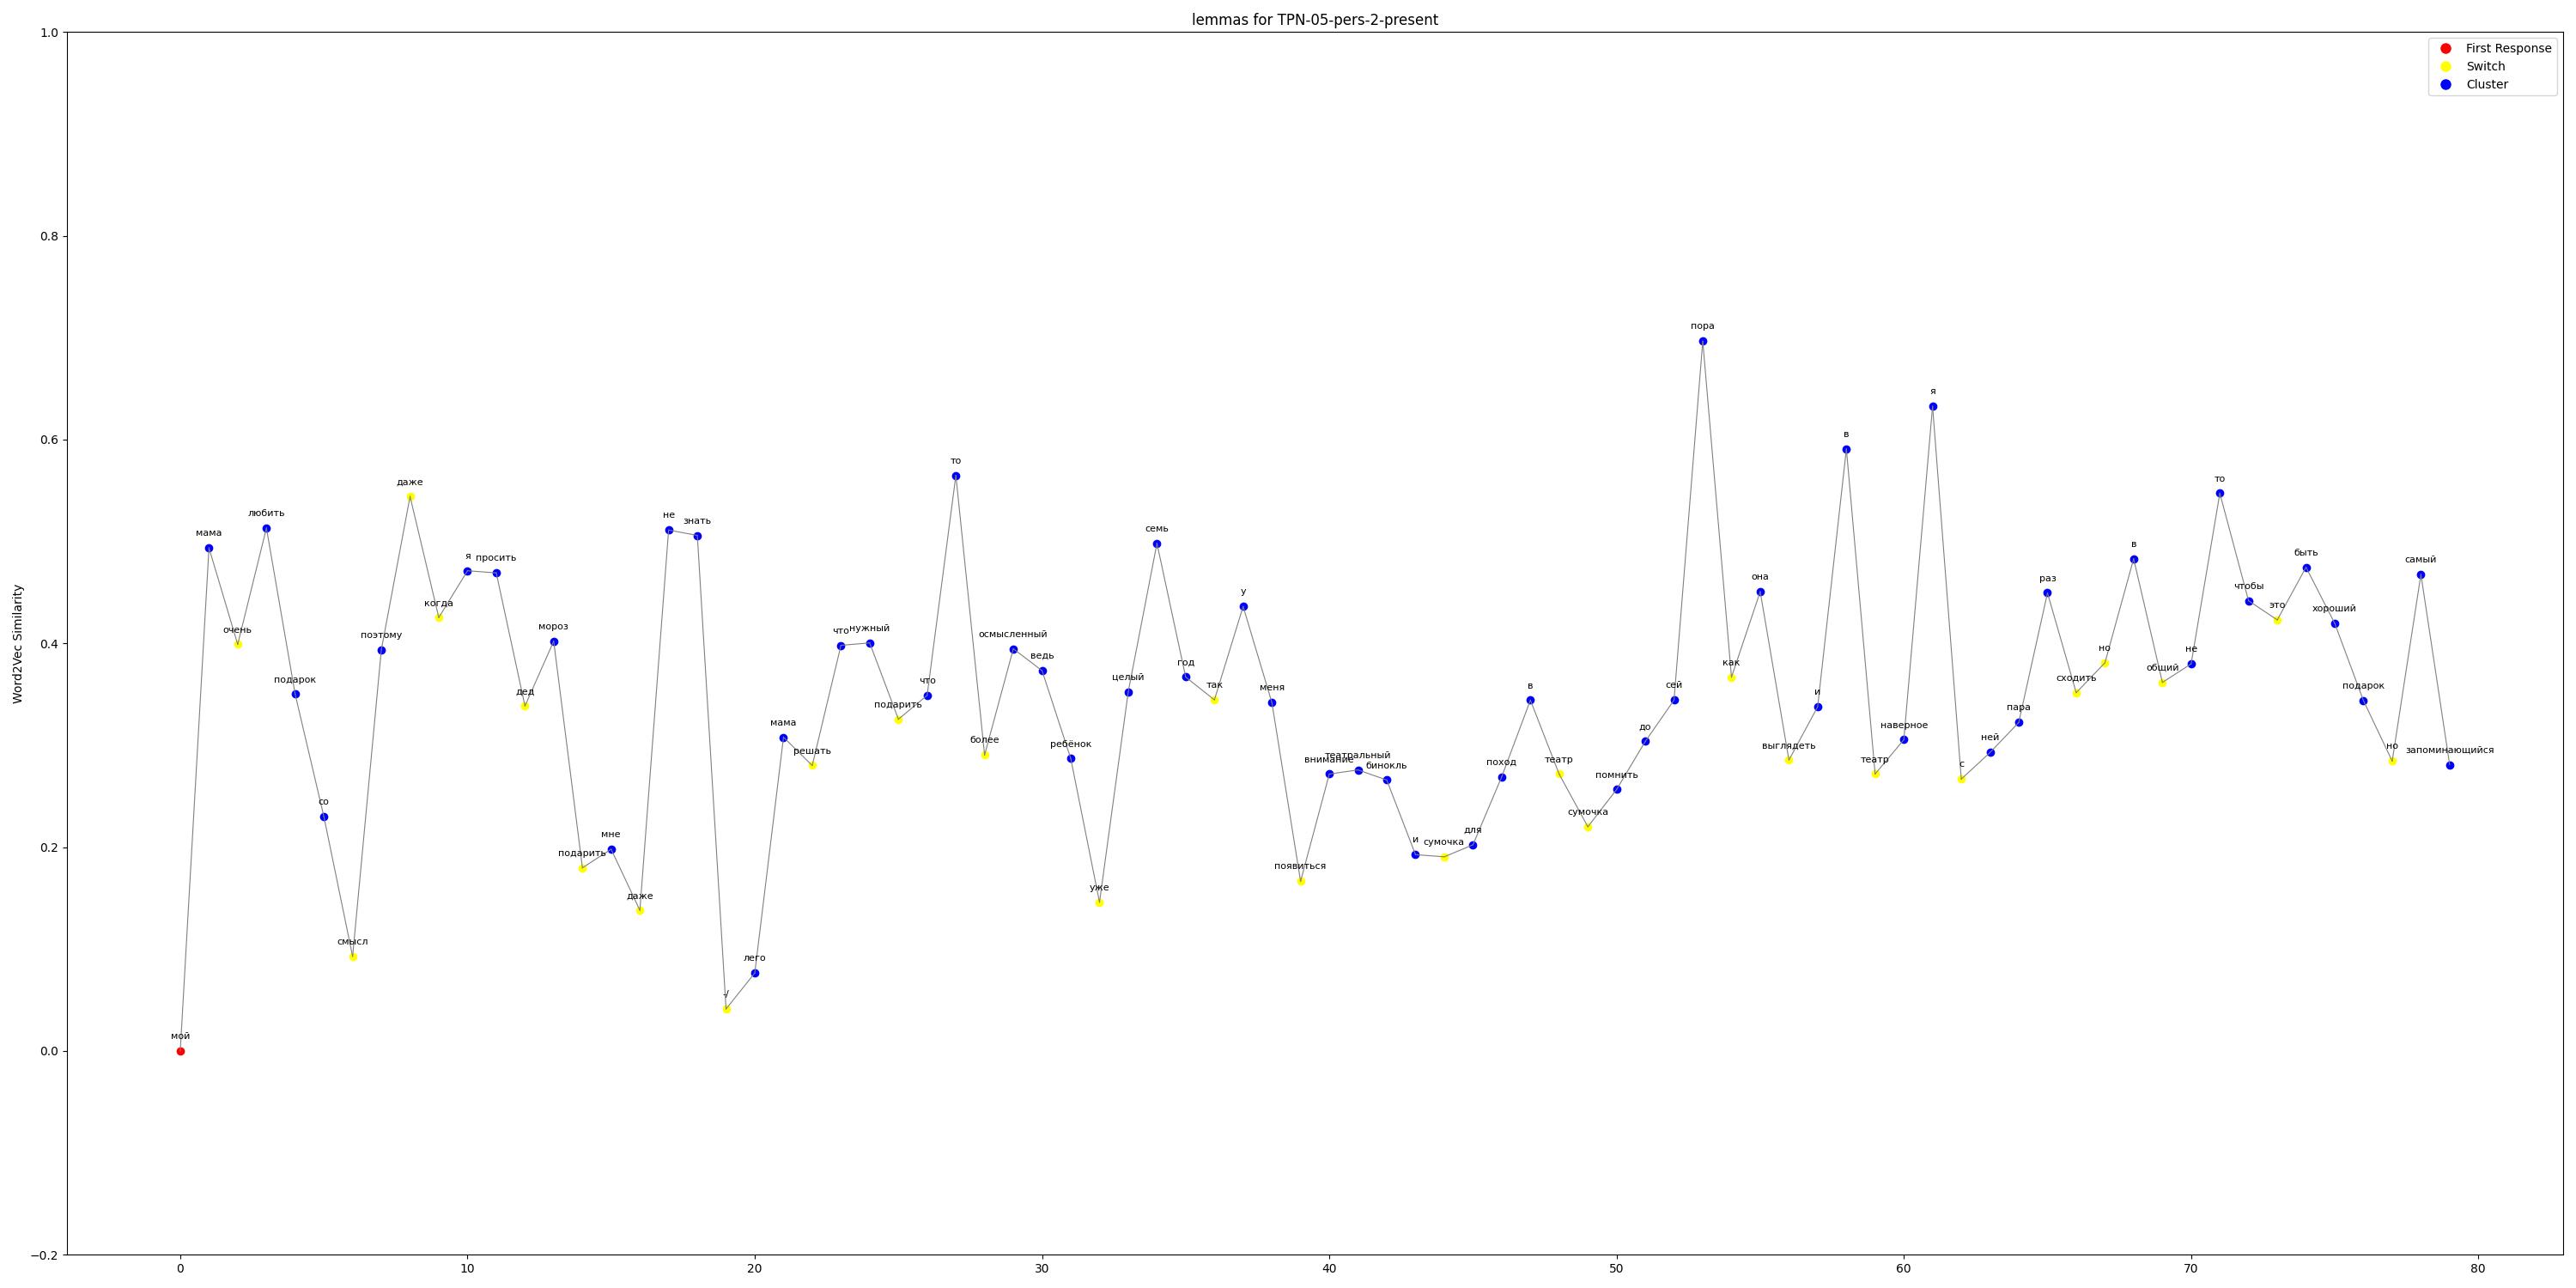 lemmas for TPN-05-pers-2-present
First Response
Switch
Cluster
Word2Vec Similarity
1.0
0.8
0.6
0.4
0.2
0.0
−0.2
0
10
20
30
40
50
60
70
80
мой
мама
очень
любить
подарок
со
смысл
поэтому
даже
когда
я
просить
дед
мороз
подарить
мне
даже
не
знать
-/
лего
мама
решать
что
нужный
подарить
что
то
более
осмысленный
ведь
ребёнок
уже
целый
семь
год
так
у
меня
появиться
внимание
театральный
бинокль
и
сумочка
для
поход
в
театр
сумочка
помнить
до
сей
пора
как
она
выглядеть
и
в
театр
наверное
я
с
ней
пара
раз
сходить
но
в
общий
не
то
чтобы
это
быть
хороший
подарок
но
самый
запоминающийся